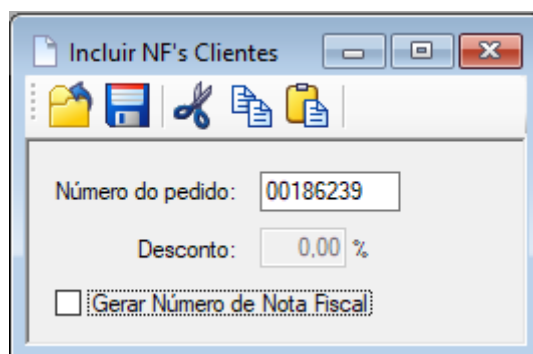 Incluir NF's Clientes
Número do pedido: 00186239
Desconto: 0,00 %
Gerar Número de Nota Fiscal